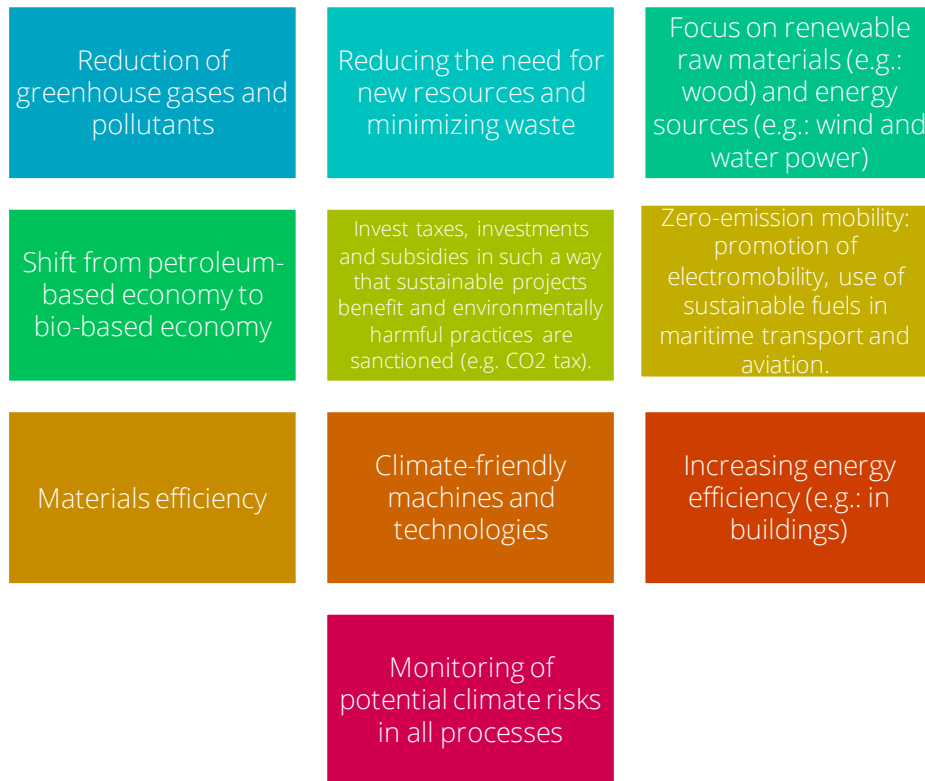 Reduction of
greenhouse gases and
pollutants
Reducing the need for
new resources and
minimizing waste
Focus on renewable
raw materials (e.g.:
wood) and energy
sources (e.g.: wind and
water power)
Shift from petroleum-
based economy to
bio-based economy
Invest taxes, investments
and subsidies in such a way
that sustainable projects
benefit and environmentally
harmful practices are
sanctioned (e.g. CO2 tax).
Zero-emission mobility:
promotion of
electromobility, use of
sustainable fuels in
maritime transport and
aviation.
Materials efficiency
Climate-friendly
machines and
technologies
Increasing energy
efficiency (e.g.: in
buildings)
Monitoring of
potential climate risks
in all processes